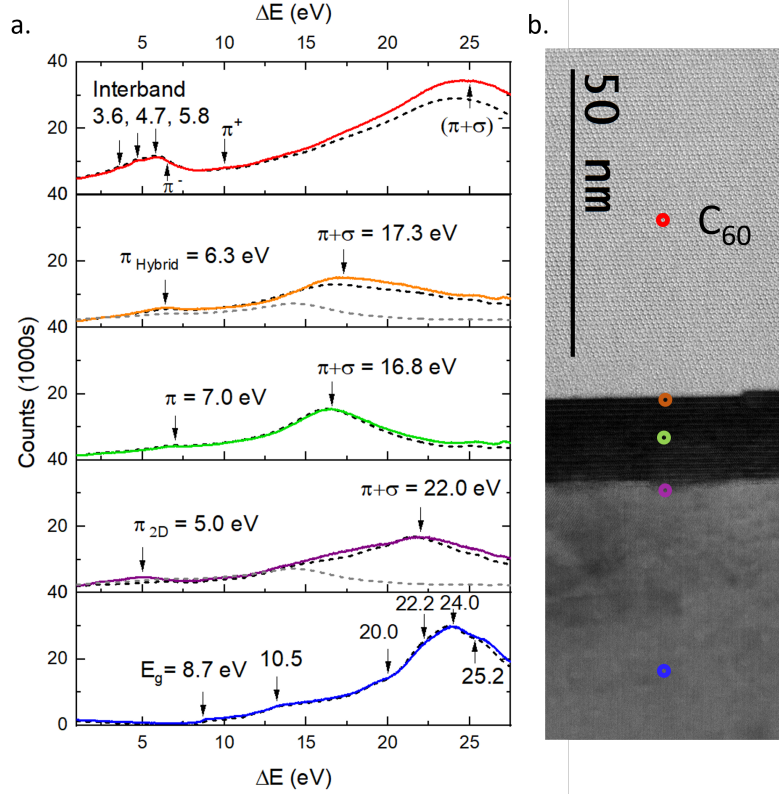 a.
ΔE (eV)
5 10 15 20 25
Counts (1000s)
40
20
Interband
3.6, 4.7, 5.8
π-
π+
(π+σ)-
40
20
π Hybrid = 6.3 eV
π+σ = 17.3 eV
40
20
π = 7.0 eV
π+σ = 16.8 eV
40
20
π 2D = 5.0 eV
π+σ = 22.0 eV
40
20
0
Eg= 8.7 eV
10.5
20.0
22.2
24.0
25.2
5 10 15 20 25
ΔE (eV)
b.
50 nm
C60